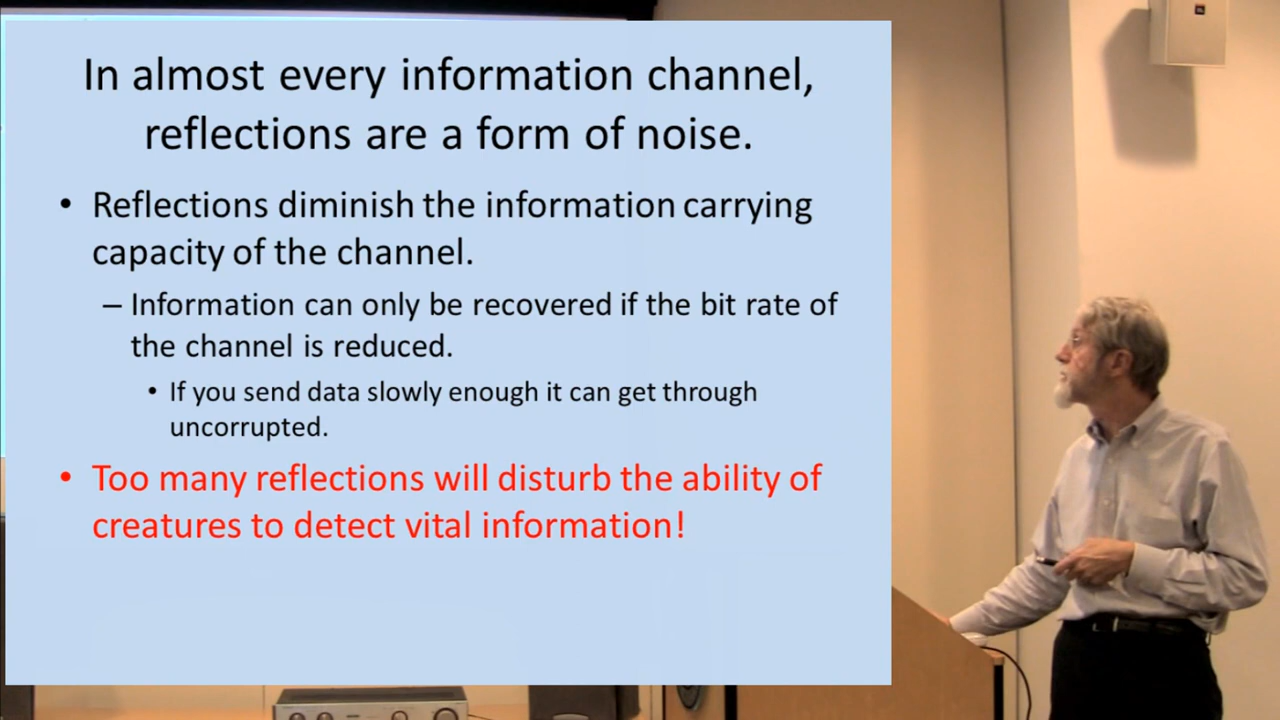 In almost every information channel,
reflections are a form of noise.
• Reflections diminish the information carrying
capacity of the channel.
– Information can only be recovered if the bit rate of
the channel is reduced.
• If you send data slowly enough it can get through
uncorrupted.
• Too many reflections will disturb the ability of
creatures to detect vital information!